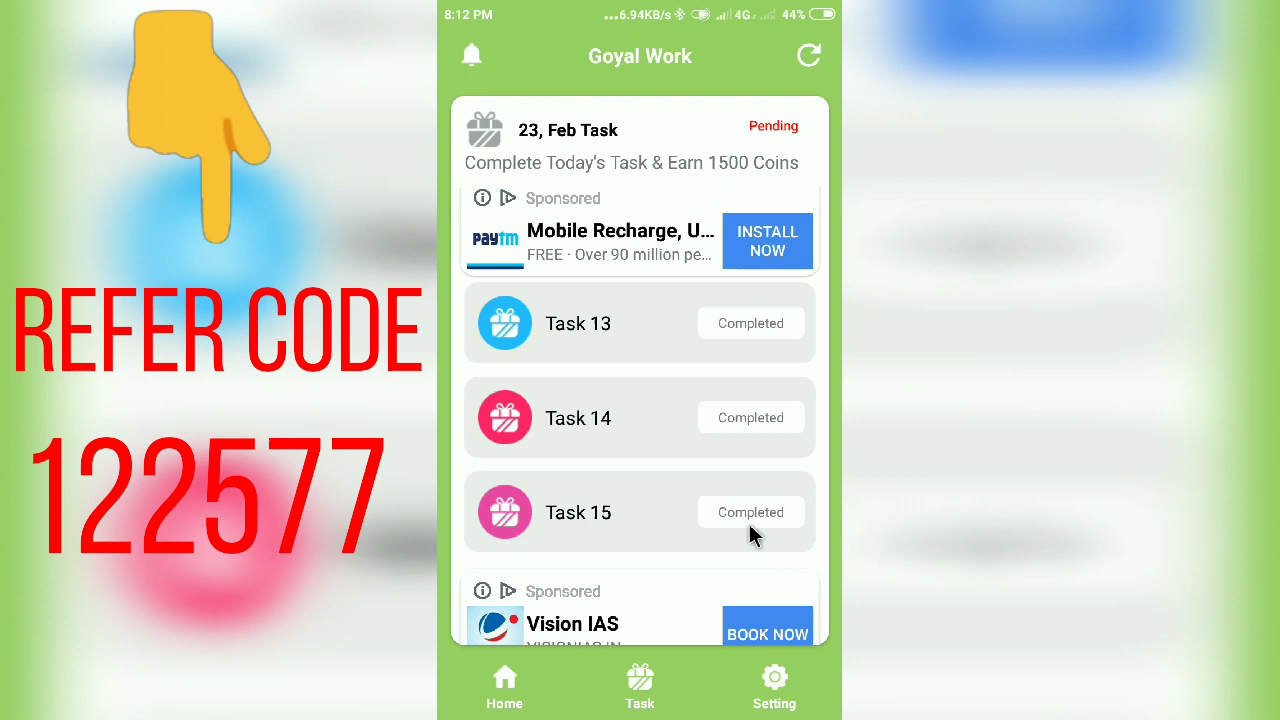 REFER CODE
122577
8:12 PM
...6.94KB/s
4G
44%
Goyal Work
23, Feb Task
Pending
Complete Today's Task & Earn 1500 Coins
Sponsored
paytm
Mobile Recharge, U...
FREE · Over 90 million pe...
INSTALL
NOW
Task 13
Completed
Task 14
Completed
Task 15
Completed
Sponsored
Vision IAS
BOOK NOW
Home
Task
Setting